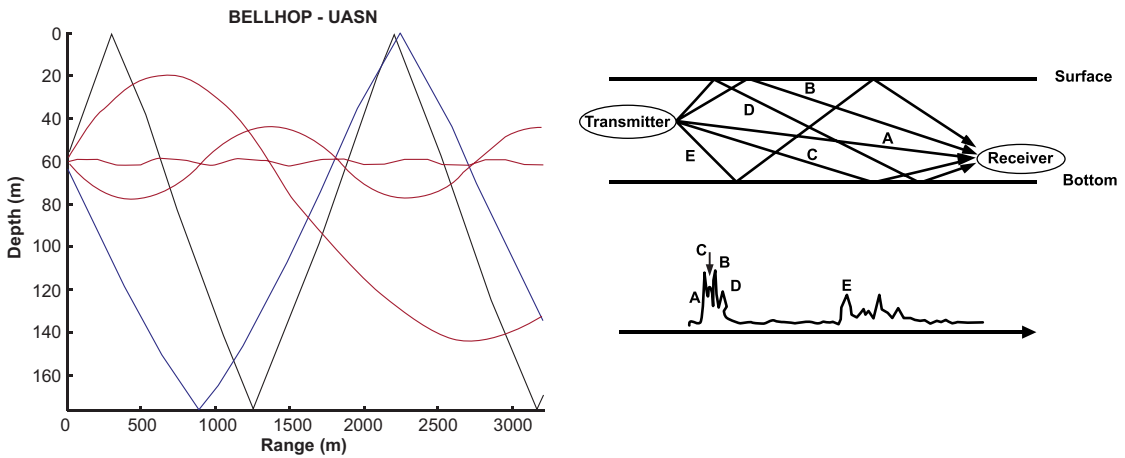 BELLHOP - UASN
0
20
40
60
80
100
120
140
160
Depth (m)
0 500 1000 1500 2000 2500 3000
Range (m)
Surface
B
D
Transmitter
A
Receiver
E
C
Bottom
C
B
A
D
E